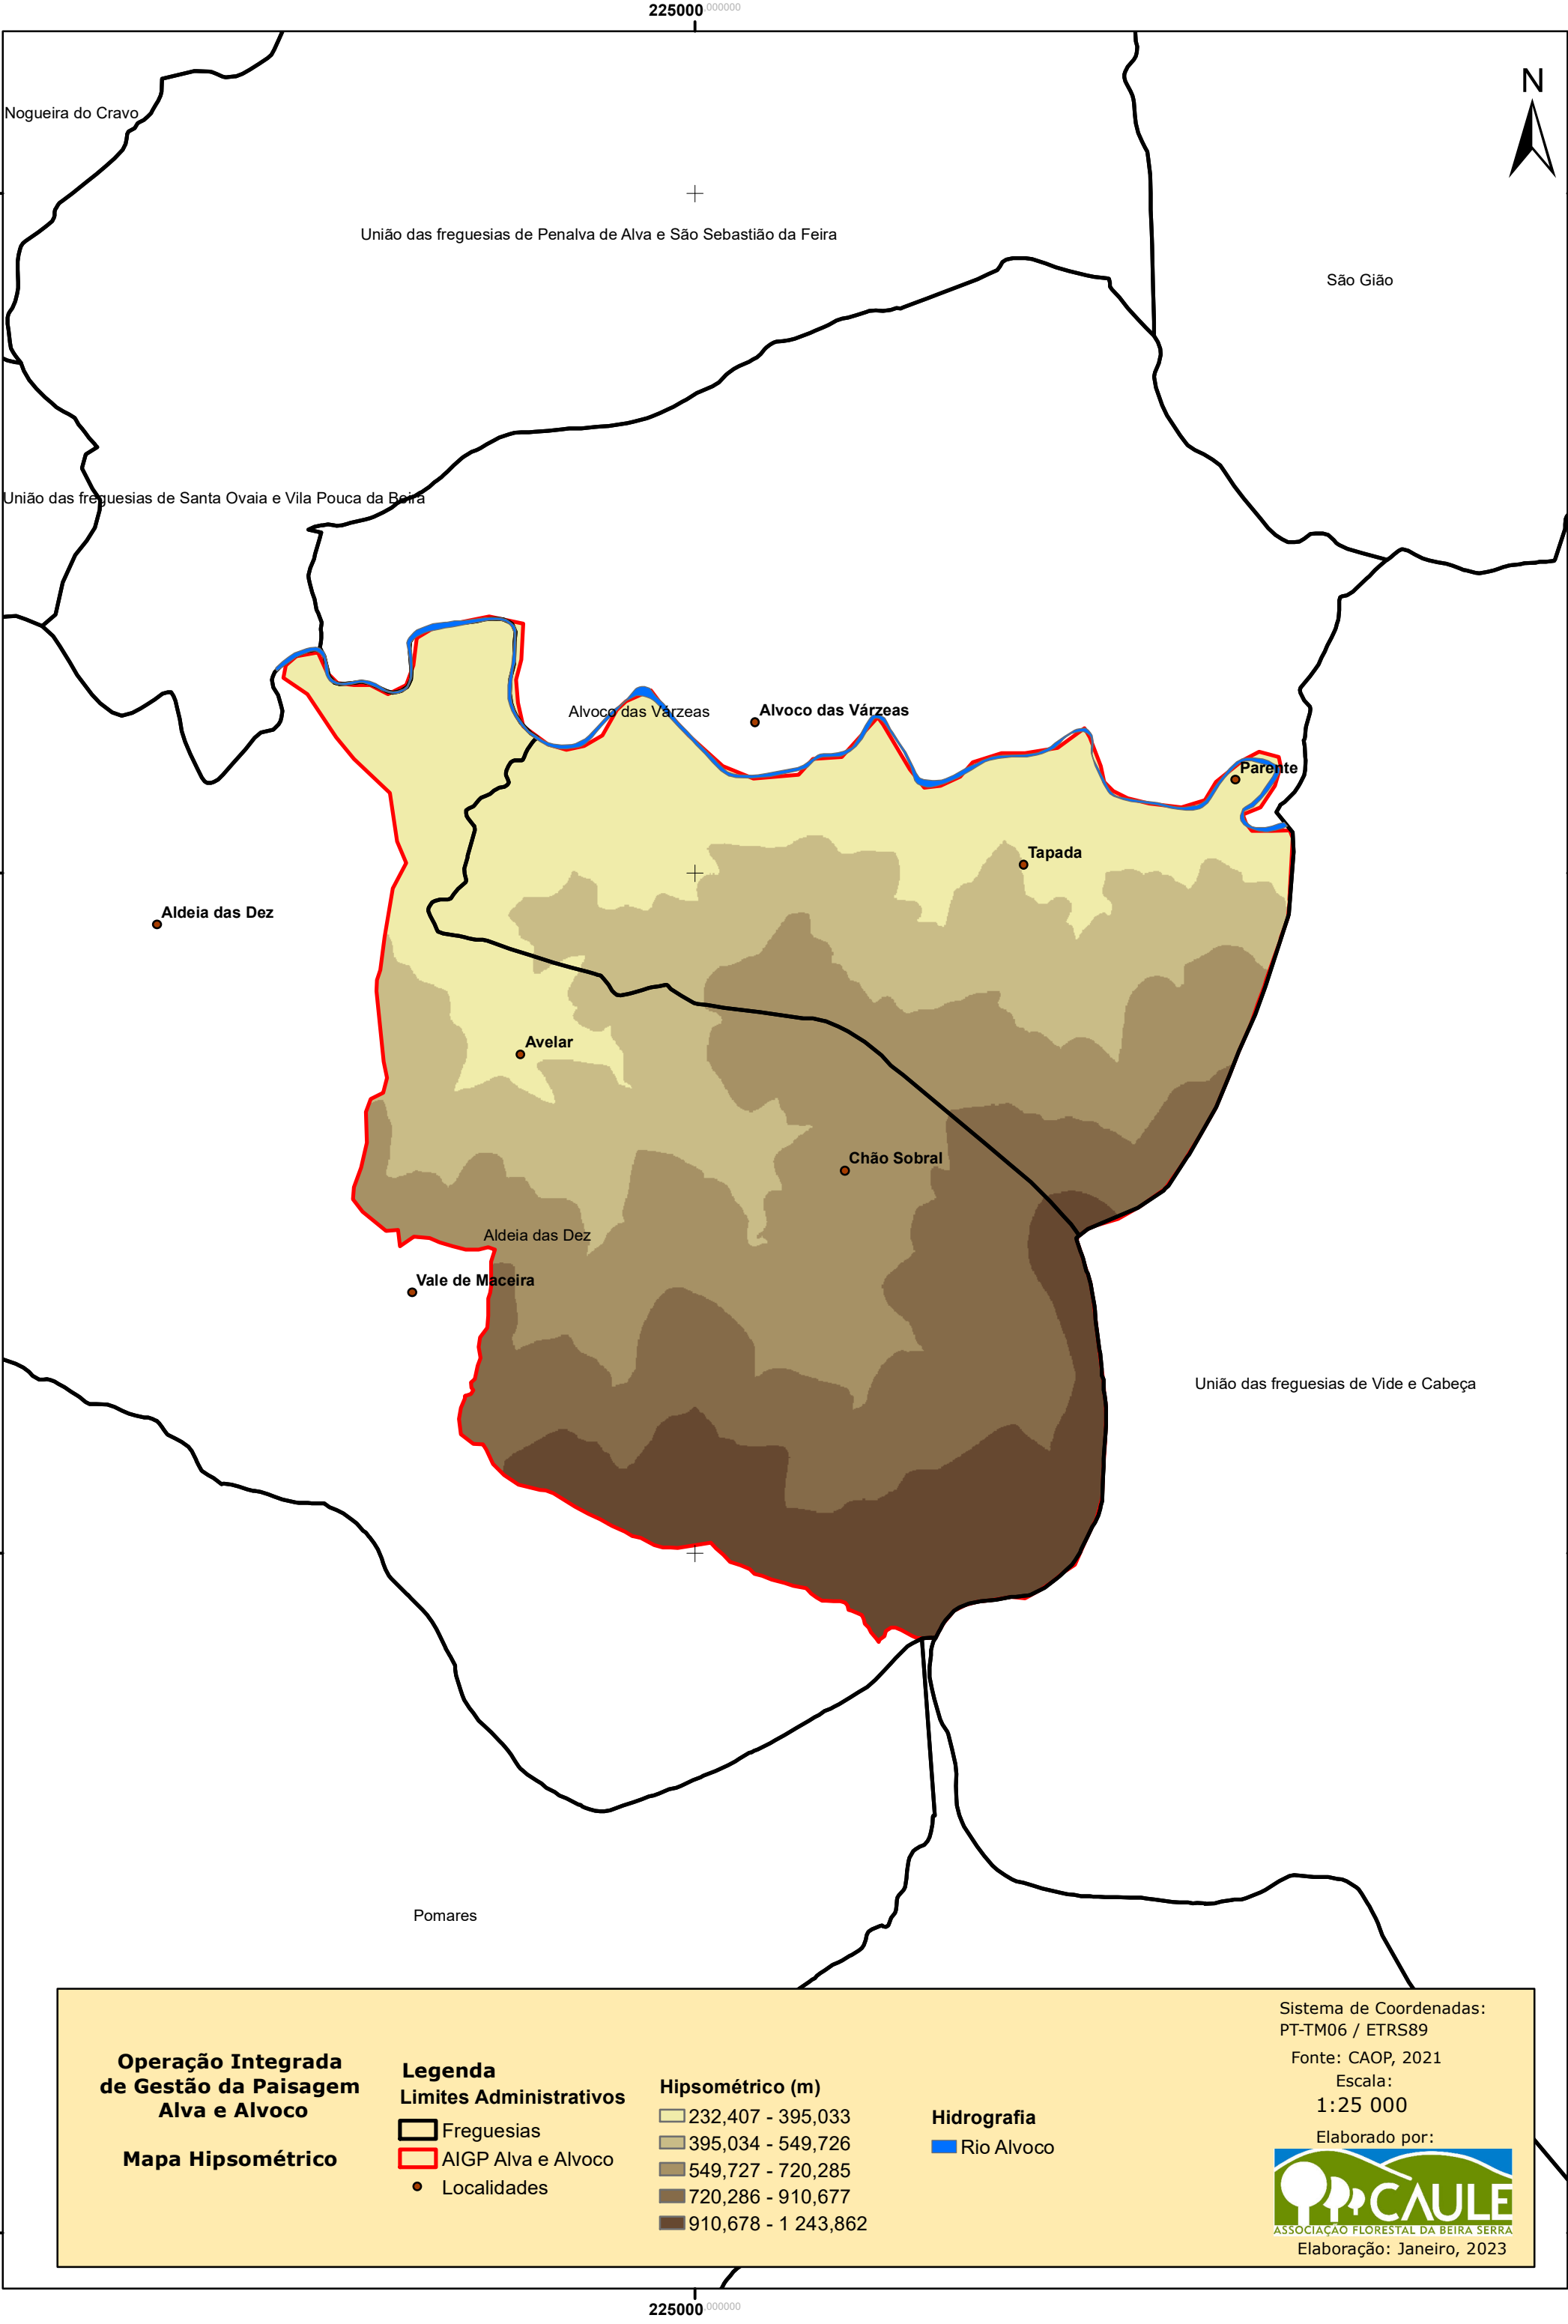 225000,000000
N
Nogueira do Cravo
União das freguesias de Penalva de Alva e São Sebastião da Feira
São Gião
União das freguesias de Santa Ovaia e Vila Pouca da Beira
Alvoco das Várzeas
Alvoco das Várzeas
Parente
Tapada
Aldeia das Dez
Avelar
Chão Sobral
Aldeia das Dez
Vale de Maceira
União das freguesias de Vide e Cabeça
Pomares
Operação Integrada
de Gestão da Paisagem
Alva e Alvoco
Mapa Hipsométrico
Legenda
Limites Administrativos
Freguesias
AIGP Alva e Alvoco
Localidades
Hipsométrico (m)
232,407 - 395,033
395,034 - 549,726
549,727 - 720,285
720,286 - 910,677
910,678 - 1 243,862
Hidrografia
Rio Alvoco
Sistema de Coordenadas:
PT-TM06 / ETRS89
Fonte: CAOP, 2021
Escala:
1:25 000
Elaborado por:
CAULE
ASSOCIAÇÃO FLORESTAL DA BEIRA SERRA
Elaboração: Janeiro, 2023
225000,000000